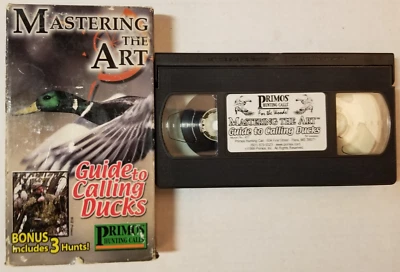 MASTERING
THE
ART
Guide to
Calling
Ducks
BONUS
Includes 3 Hunts!
PRIMOS
HUNTING CALLS
PRIMOS
HUNTING CALLS
MASTERING THE ART
Guide to Calling Ducks